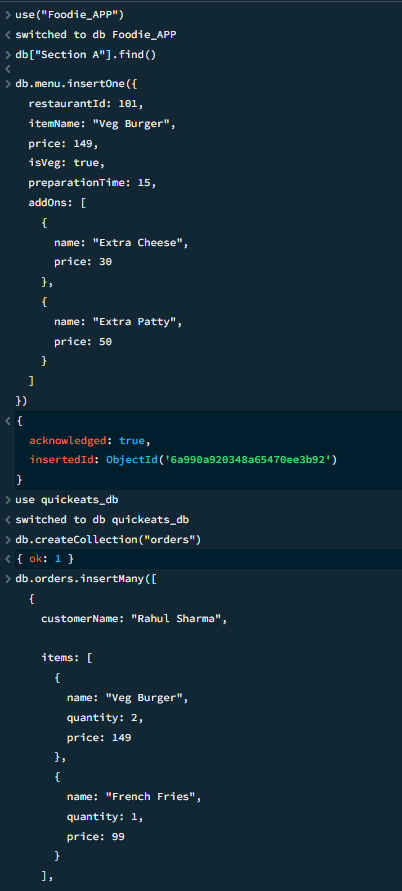 > use("Foodie_APP")
< switched to db Foodie_APP
> db["Section A"].find()
<
> db.menu.insertOne({
restaurantId: 101,
itemName: "Veg Burger",
price: 149,
isVeg: true,
preparationTime: 15,
addOns: [
{
name: "Extra Cheese",
price: 30
},
{
name: "Extra Patty",
price: 50
}
]
})
< {
acknowledged: true,
insertedId: ObjectId('6a990a920348a65470ee3b92')
}
> use quickeats_db
< switched to db quickeats_db
> db.createCollection("orders")
< { ok: 1 }
> db.orders.insertMany([
{
customerName: "Rahul Sharma",
items: [
{
name: "Veg Burger",
quantity: 2,
price: 149
},
{
name: "French Fries",
quantity: 1,
price: 99
}
],